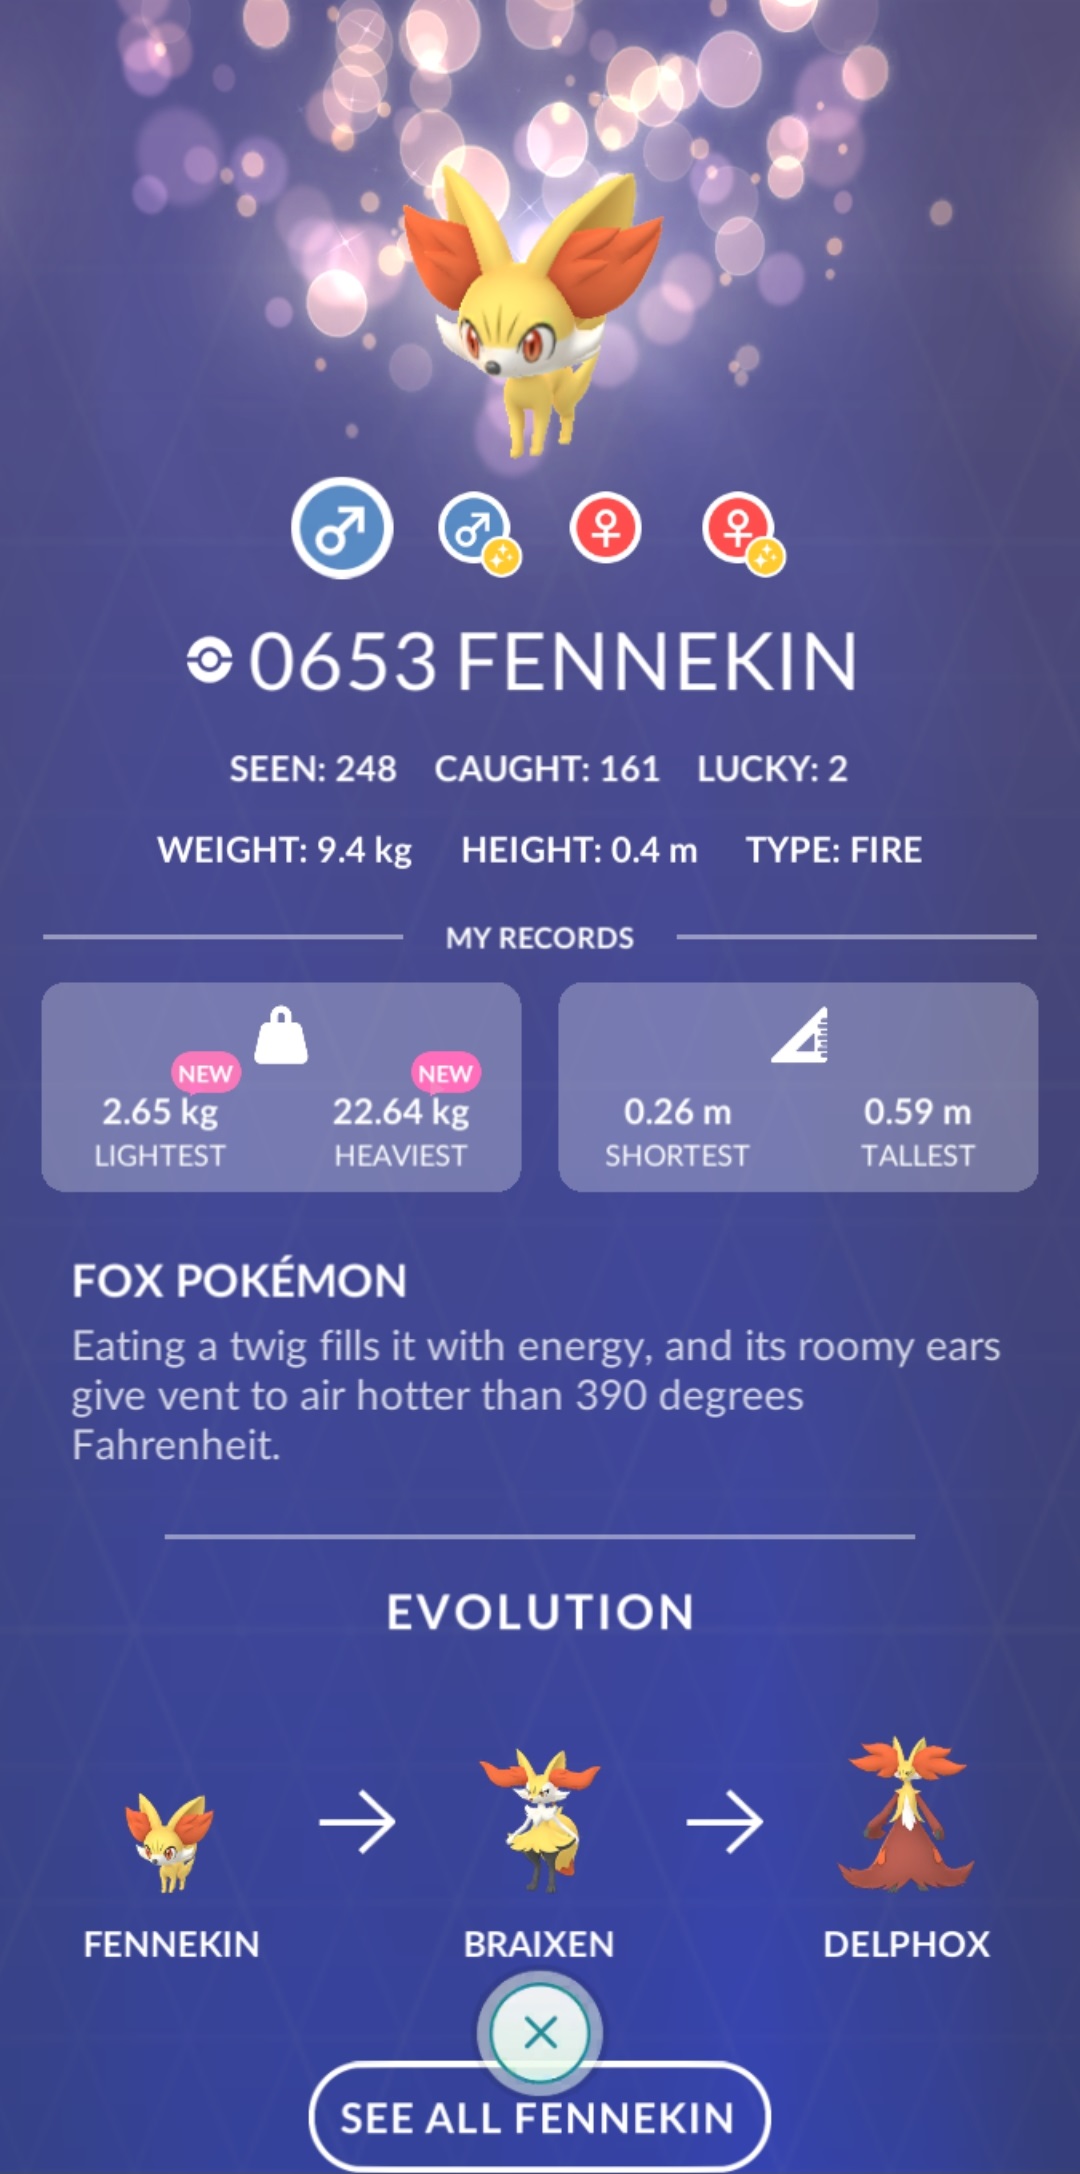 0653 FENNEKIN
SEEN: 248 CAUGHT: 161 LUCKY: 2
WEIGHT: 9.4 kg HEIGHT: 0.4 m TYPE: FIRE
MY RECORDS
NEW NEW
2.65 kg 22.64 kg 0.26 m 0.59 m
LIGHTEST HEAVIEST SHORTEST TALLEST
FOX POKÉMON
Eating a twig fills it with energy, and its roomy ears
give vent to air hotter than 390 degrees
Fahrenheit.
EVOLUTION
FENNEKIN BRAIXEN DELPHOX
SEE ALL FENNEKIN